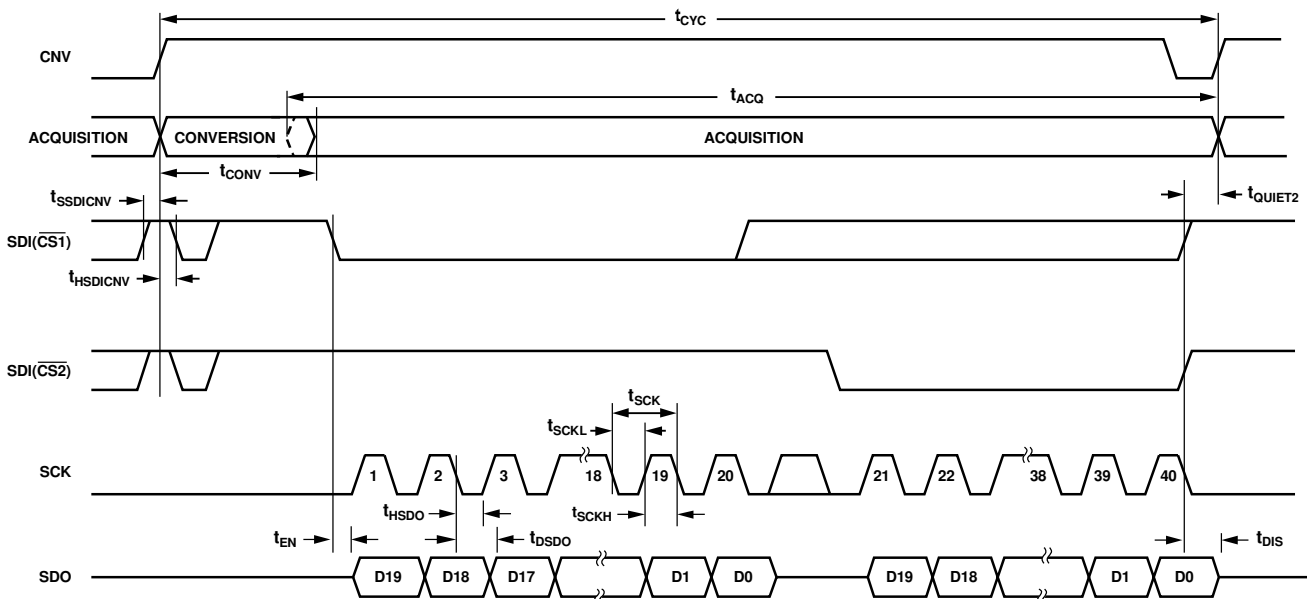 tCYC
CNV
tACQ
ACQUISITION CONVERSION ACQUISITION
tCONV
tSSDICNV
tQUIET2
SDI(CS1)
tHSDICNV
SDI(CS2)
tSCK
tSCKL
SCK 1 2 3 18 19 20 21 22 38 39 40
tHSDO tSCKH
tEN tDSDO tDIS
SDO D19 D18 D17 D1 D0 D19 D18 D1 D0